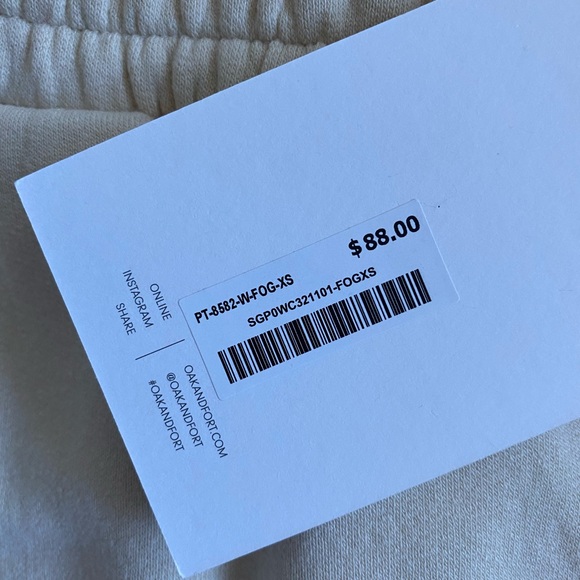 $88.00
PT-8582-W-FOG-XS
SGP0WC321101-FOGXS
ONLINE
INSTAGRAM
SHARE
OAKANDFORT.COM
@OAKANDFORT
#OAKANDFORT